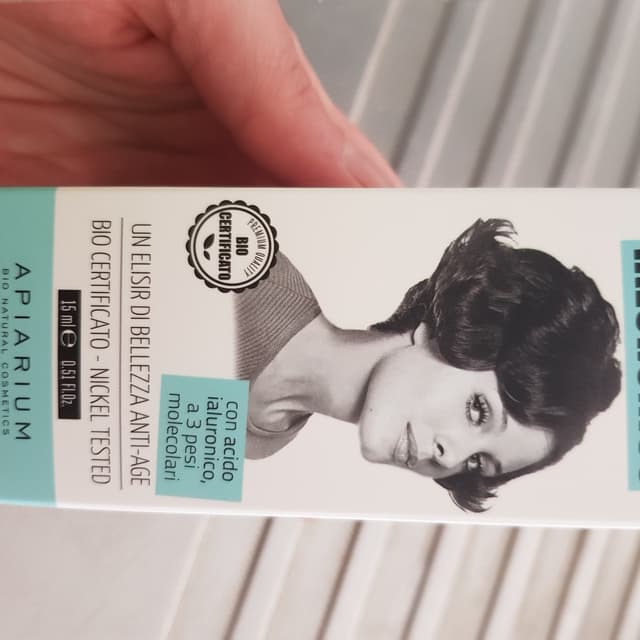 PREMIUM QUALITY
BIO
CERTIFICATO
con acido
ialuronico,
a 3 pesi
molecolari
UN ELISIR DI BELLEZZA ANTI-AGE
BIO CERTIFICATO - NICKEL TESTED
15 ml e 0.51 Fl.Oz.
APIARIUM
BIO NATURAL COSMETICS